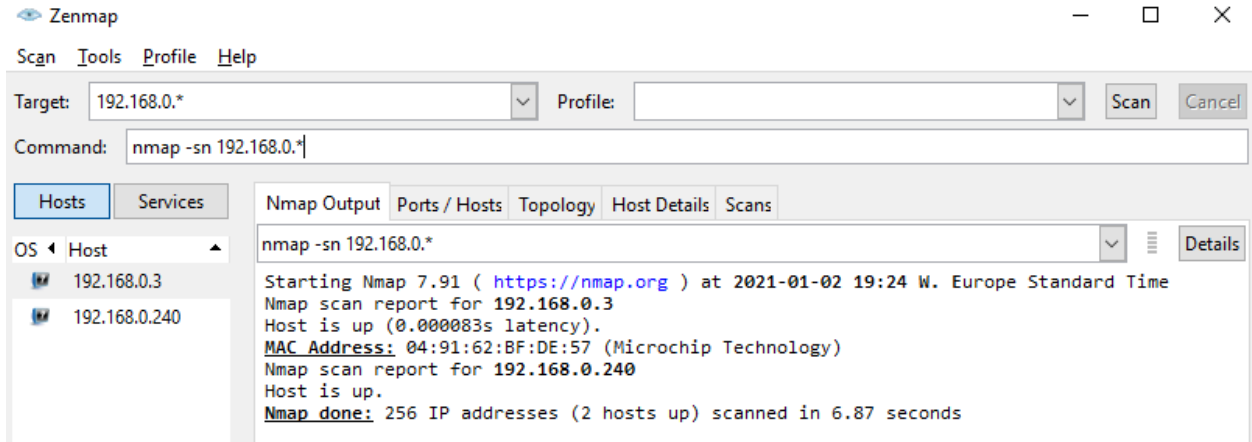 Zenmap
Scan Tools Profile Help
Target: 192.168.0.* Profile: Scan Cancel
Command: nmap -sn 192.168.0.*
Hosts Services
OS Host
192.168.0.3
192.168.0.240
Nmap Output Ports / Hosts Topology Host Details Scans
nmap -sn 192.168.0.* Details
Starting Nmap 7.91 ( https://nmap.org ) at 2021-01-02 19:24 W. Europe Standard Time
Nmap scan report for 192.168.0.3
Host is up (0.000083s latency).
MAC Address: 04:91:62:BF:DE:57 (Microchip Technology)
Nmap scan report for 192.168.0.240
Host is up.
Nmap done: 256 IP addresses (2 hosts up) scanned in 6.87 seconds